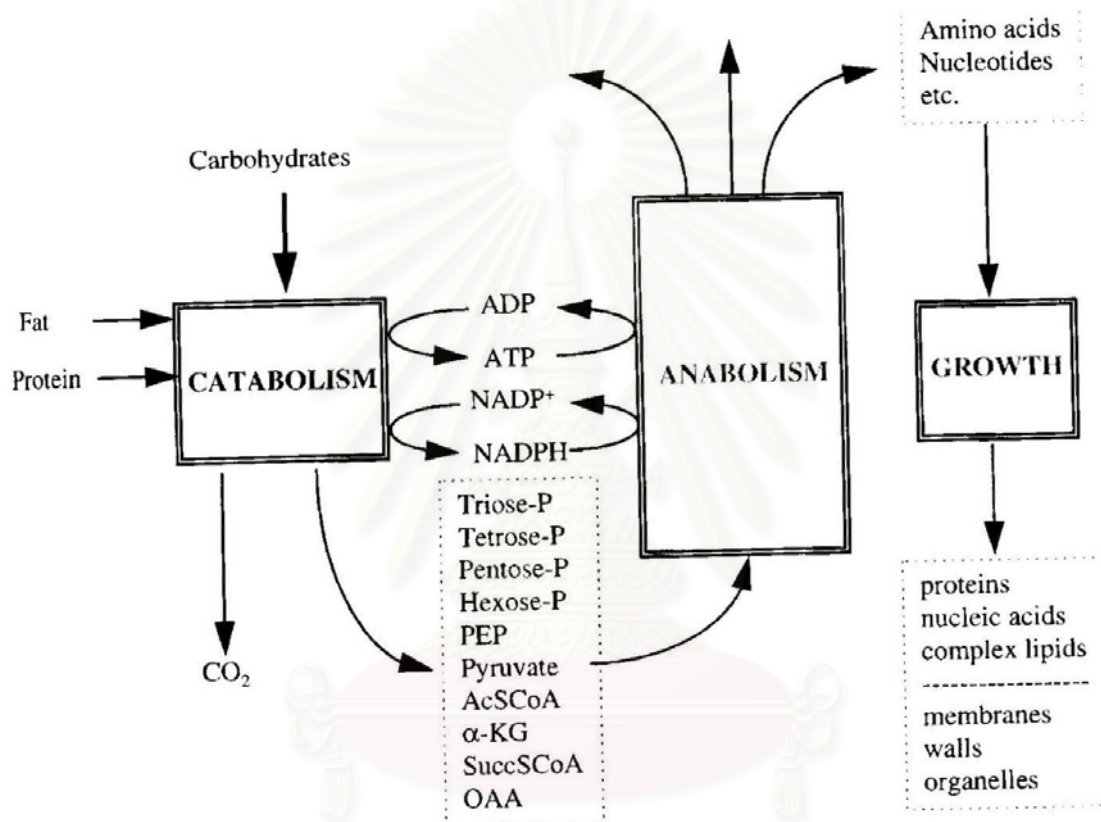 Amino acids
Nucleotides
etc.
Carbohydrates
Fat
Protein
CATABOLISM
ADP
ATP
NADP⁺
NADPH
ANABOLISM
GROWTH
CO₂
Triose-P
Tetrose-P
Pentose-P
Hexose-P
PEP
Pyruvate
AcSCoA
α-KG
SuccSCoA
OAA
proteins
nucleic acids
complex lipids
membranes
walls
organelles